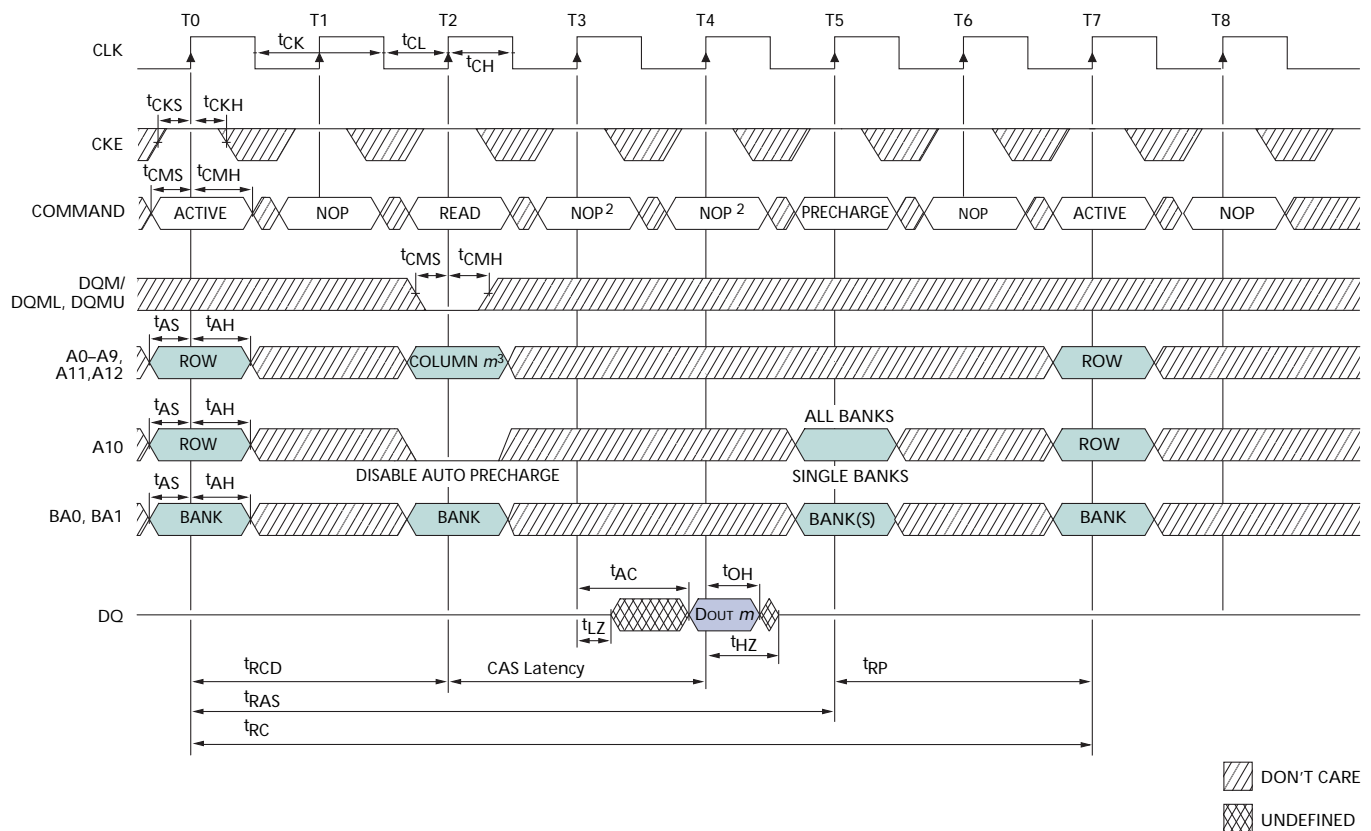 T0 T1 T2 T3 T4 T5 T6 T7 T8
CLK
tCK tCL tCH
CKE
tCKS tCKH
tCMS tCMH
COMMAND ACTIVE NOP READ NOP2 NOP2 PRECHARGE NOP ACTIVE NOP
tCMS tCMH
DQM/
DQML, DQMU
tAS tAH
A0–A9,
A11,A12
ROW COLUMN m3 ROW
tAS tAH
ALL BANKS
A10 ROW ROW
DISABLE AUTO PRECHARGE SINGLE BANKS
tAS tAH
BA0, BA1 BANK BANK BANK(S) BANK
tAC tOH
DQ DOUT m
tLZ tHZ
tRCD CAS Latency tRP
tRAS
tRC
DON'T CARE
UNDEFINED